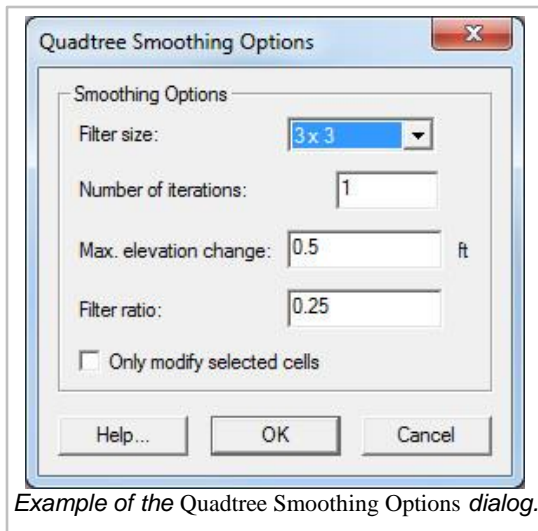 Quadtree Smoothing Options
Smoothing Options
Filter size: 3 x 3
Number of iterations: 1
Max. elevation change: 0.5 ft
Filter ratio: 0.25
Only modify selected cells
Help... OK Cancel
Example of the Quadtree Smoothing Options dialog.